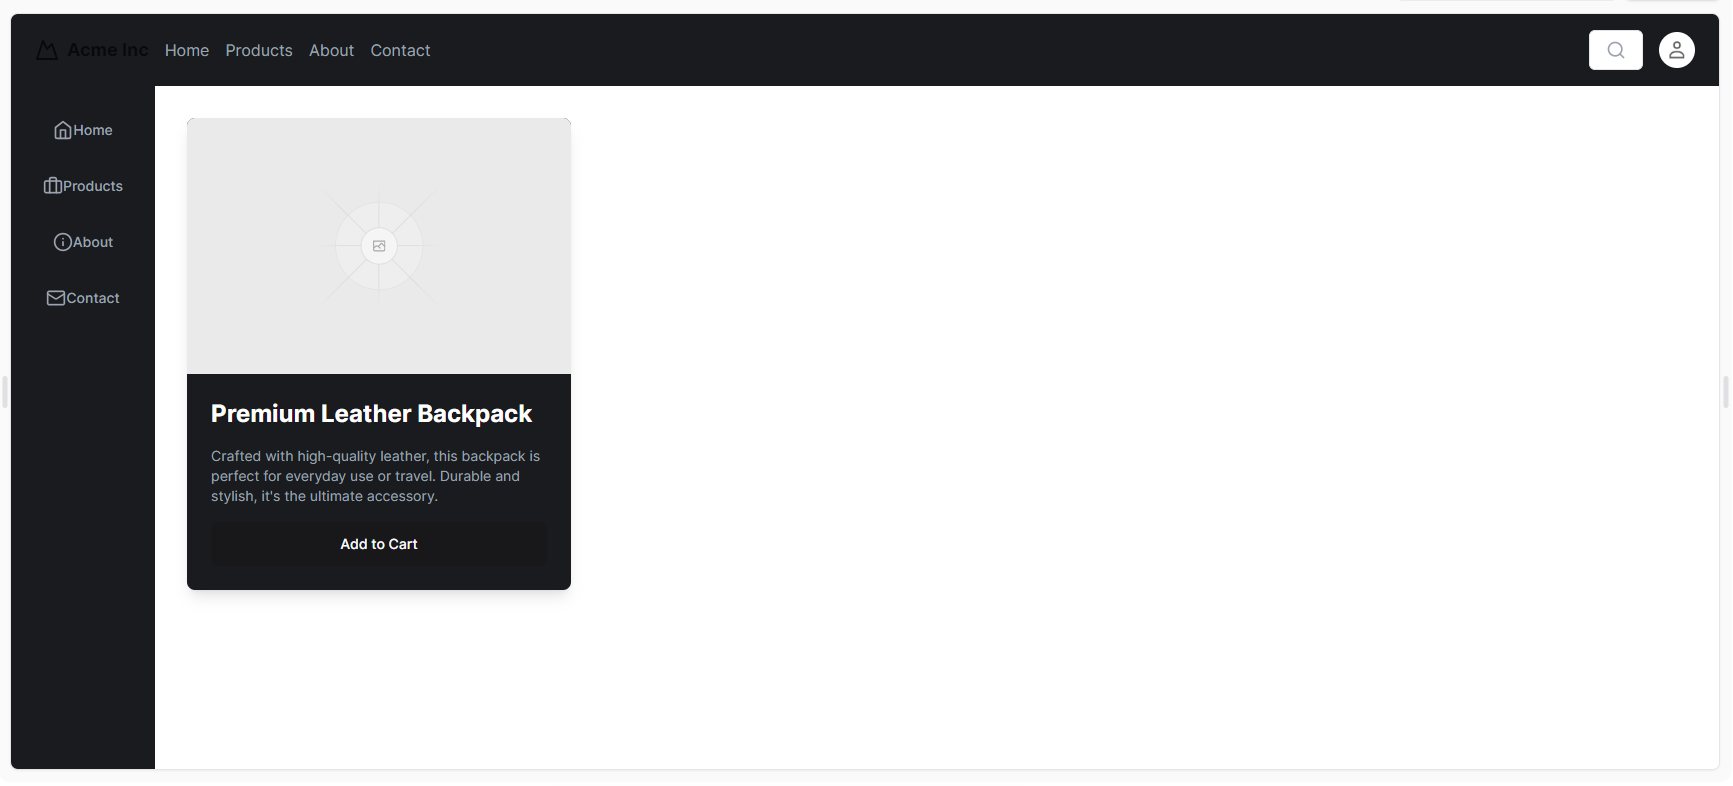 Acme Inc Home Products About Contact
Home
Products
About
Contact
Premium Leather Backpack
Crafted with high-quality leather, this backpack is
perfect for everyday use or travel. Durable and
stylish, it's the ultimate accessory.
Add to Cart